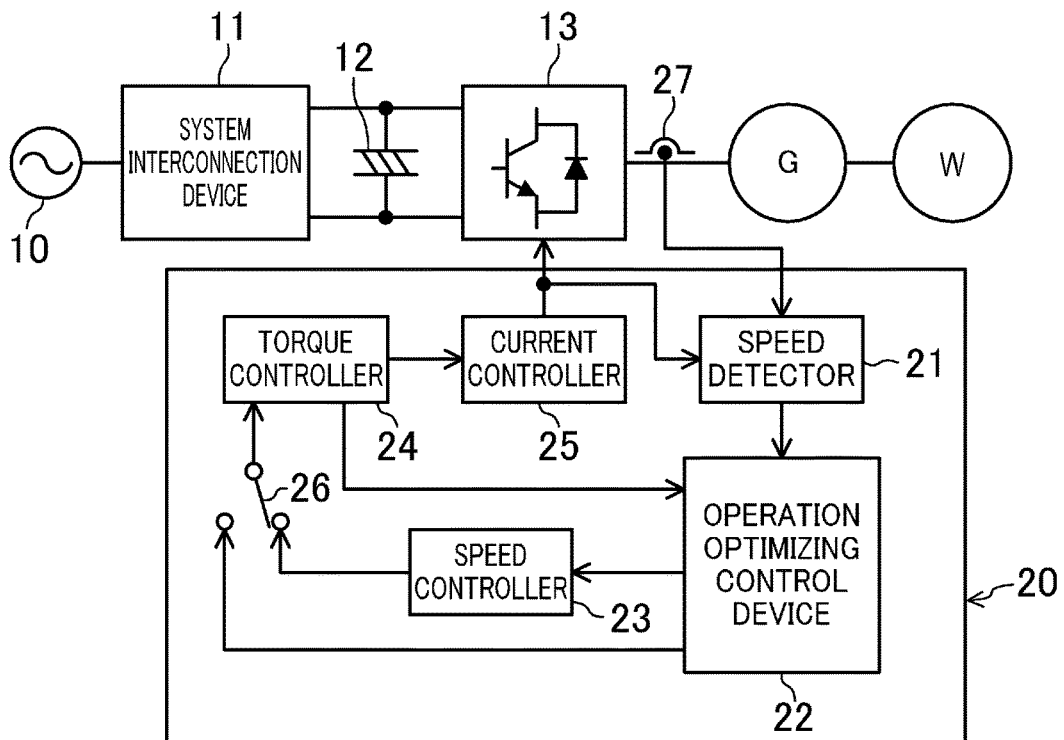 11
12
13
27
SYSTEM
INTERCONNECTION
DEVICE
G
W
10
TORQUE
CONTROLLER
CURRENT
CONTROLLER
SPEED
DETECTOR
21
24
25
26
OPERATION
OPTIMIZING
CONTROL
DEVICE
SPEED
CONTROLLER
20
23
22